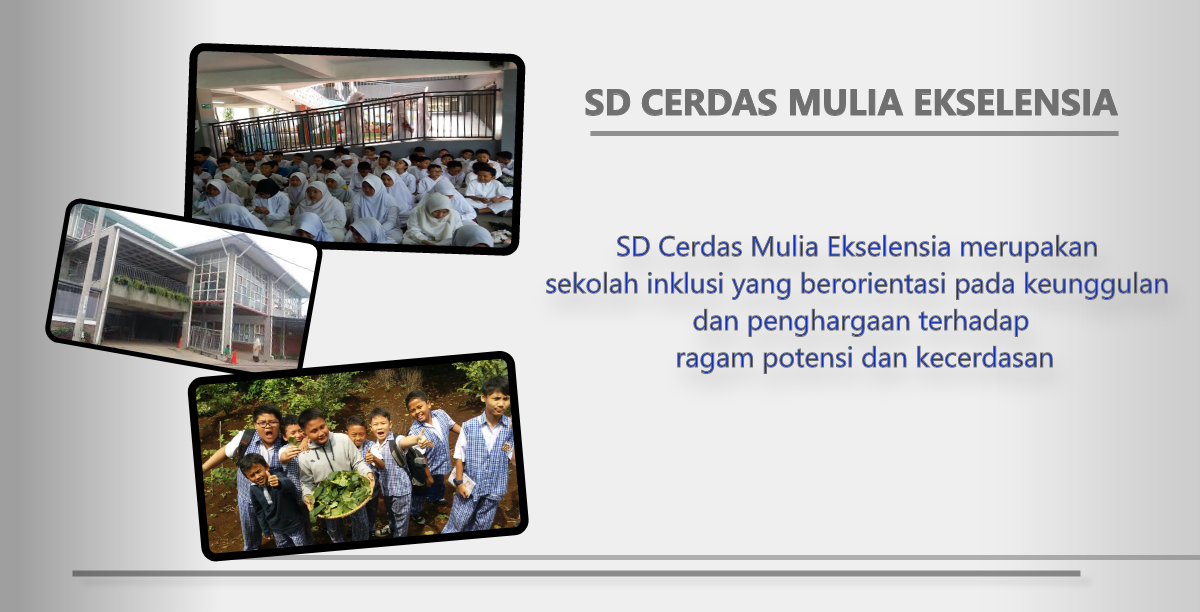 SD CERDAS MULIA EKSELENSIA
SD Cerdas Mulia Ekselensia merupakan
sekolah inklusi yang berorientasi pada keunggulan
dan penghargaan terhadap
ragam potensi dan kecerdasan